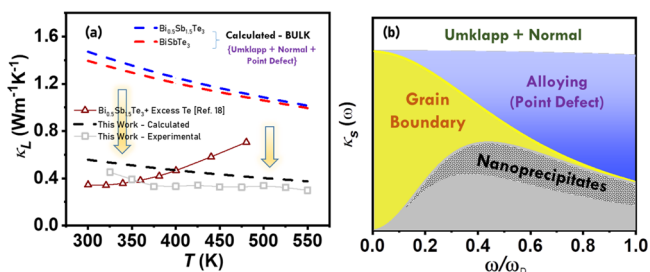 (a)
Bi0.5Sb1.5Te3
BiSbTe3
Calculated - BULK
{Umklapp + Normal +
Point Defect}
Bi0.5Sb1.5Te3+ Excess Te [Ref. 18]
This Work - Calculated
This Work - Experimental
κL (Wm-1K-1)
1.6
1.2
0.8
0.4
0.0
300 350 400 450 500 550
T (K)
(b)
Umklapp + Normal
Grain
Boundary
Alloying
(Point Defect)
Nanoprecipitates
κs (ω)
0.0 0.2 0.4 0.6 0.8 1.0
ω/ωD